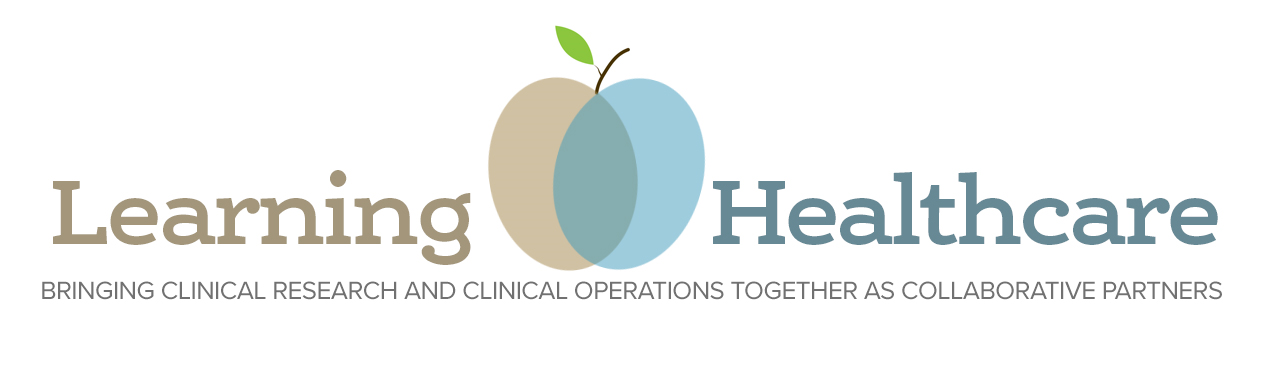 Learning Healthcare
BRINGING CLINICAL RESEARCH AND CLINICAL OPERATIONS TOGETHER AS COLLABORATIVE PARTNERS